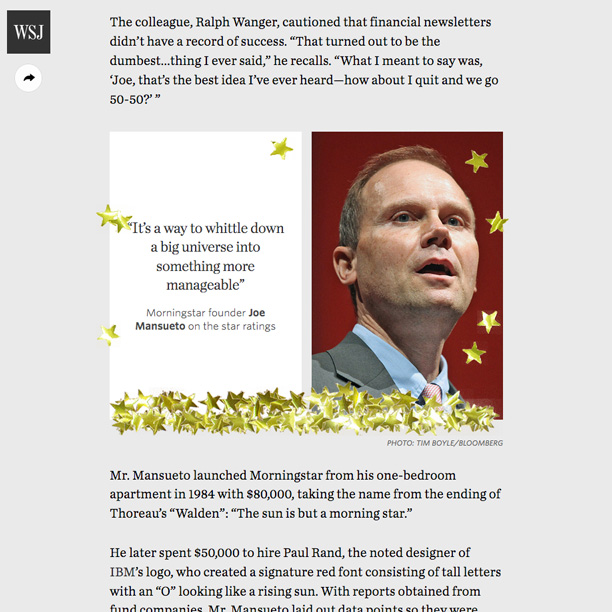 WSJ
The colleague, Ralph Wanger, cautioned that financial newsletters
didn’t have a record of success. “That turned out to be the
dumbest...thing I ever said,” he recalls. “What I meant to say was,
‘Joe, that’s the best idea I’ve ever heard—how about I quit and we go
50-50?’ ”
“It’s a way to whittle down
a big universe into
something more
manageable”
Morningstar founder Joe
Mansueto on the star ratings
PHOTO: TIM BOYLE/BLOOMBERG
Mr. Mansueto launched Morningstar from his one-bedroom
apartment in 1984 with $80,000, taking the name from the ending of
Thoreau’s “Walden”: “The sun is but a morning star.”
He later spent $50,000 to hire Paul Rand, the noted designer of
IBM’s logo, who created a signature red font consisting of tall letters
with an “O” looking like a rising sun. With reports obtained from
fund companies, Mr. Mansueto laid out data points so they were